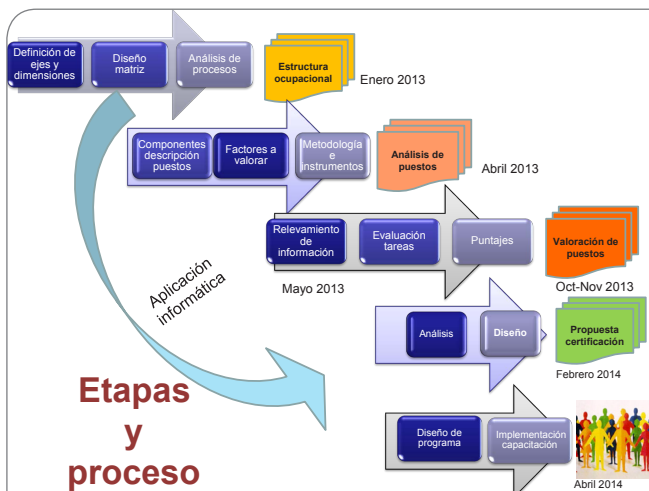 Definición de
ejes y
dimensiones
Diseño
matriz
Análisis de
procesos
Estructura
ocupacional
Enero 2013
Componentes
descripción
puestos
Factores a
valorar
Metodología
e
instrumentos
Análisis de
puestos
Abril 2013
Relevamiento
de
información
Evaluación
tareas
Puntajes
Valoración de
puestos
Mayo 2013
Oct-Nov 2013
Aplicación
informática
Análisis
Diseño
Propuesta
certificación
Febrero 2014
Etapas
y
proceso
Diseño de
programa
Implementación
capacitación
Abril 2014